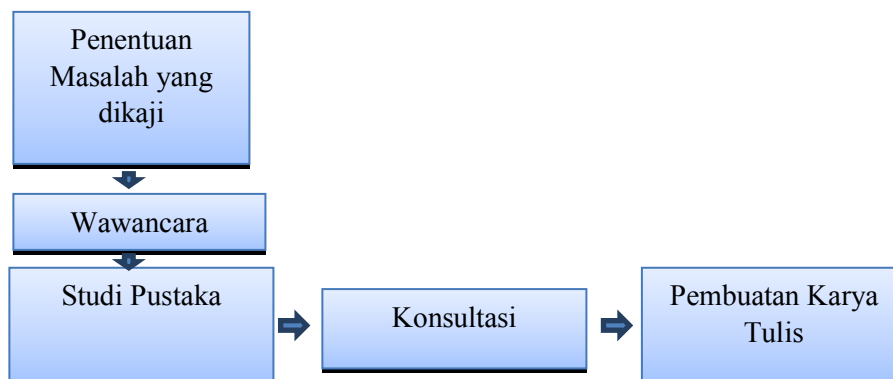 Penentuan
Masalah yang
dikaji
Wawancara
Studi Pustaka
Konsultasi
Pembuatan Karya
Tulis